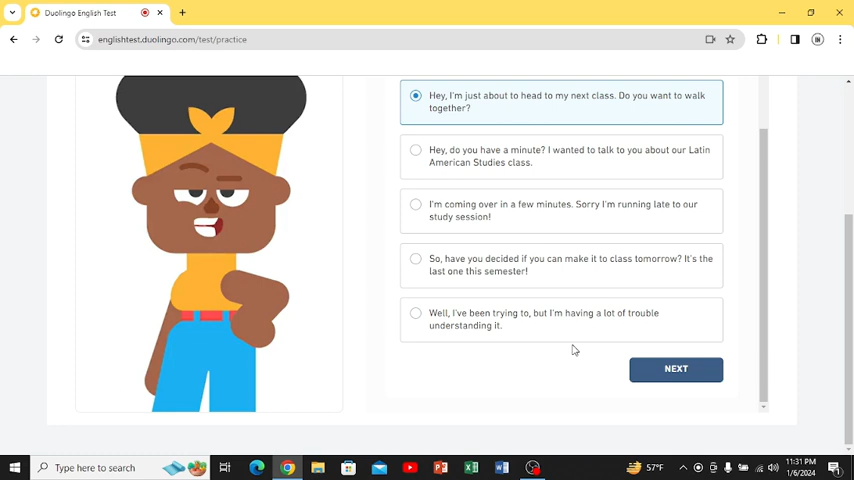 Duolingo English Test
englishtest.duolingo.com/test/practice
IN
Hey, I'm just about to head to my next class. Do you want to walk
together?
Hey, do you have a minute? I wanted to talk to you about our Latin
American Studies class.
I'm coming over in a few minutes. Sorry I'm running late to our
study session!
So, have you decided if you can make it to class tomorrow? It's the
last one this semester!
Well, I've been trying to, but I'm having a lot of trouble
understanding it.
NEXT
Type here to search
57°F
11:31 PM
1/6/2024